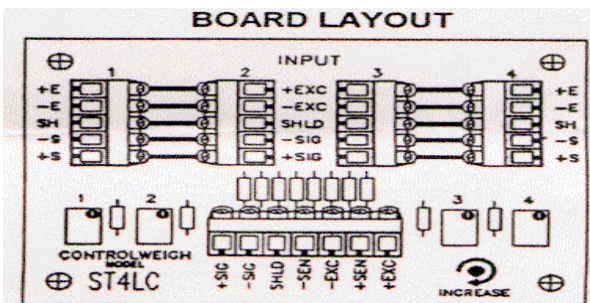 BOARD LAYOUT
INPUT
1 2 3 4
+E +EXC +E
-E -EXC -E
SH SHLD SH
-S -SIG -S
+S +SIG +S
1 2 3 4
CONTROLWEIGH
MODEL
ST4LC
+SIG -SIG SHLD -SEN -EXC +SEN +EXC
INCREASE